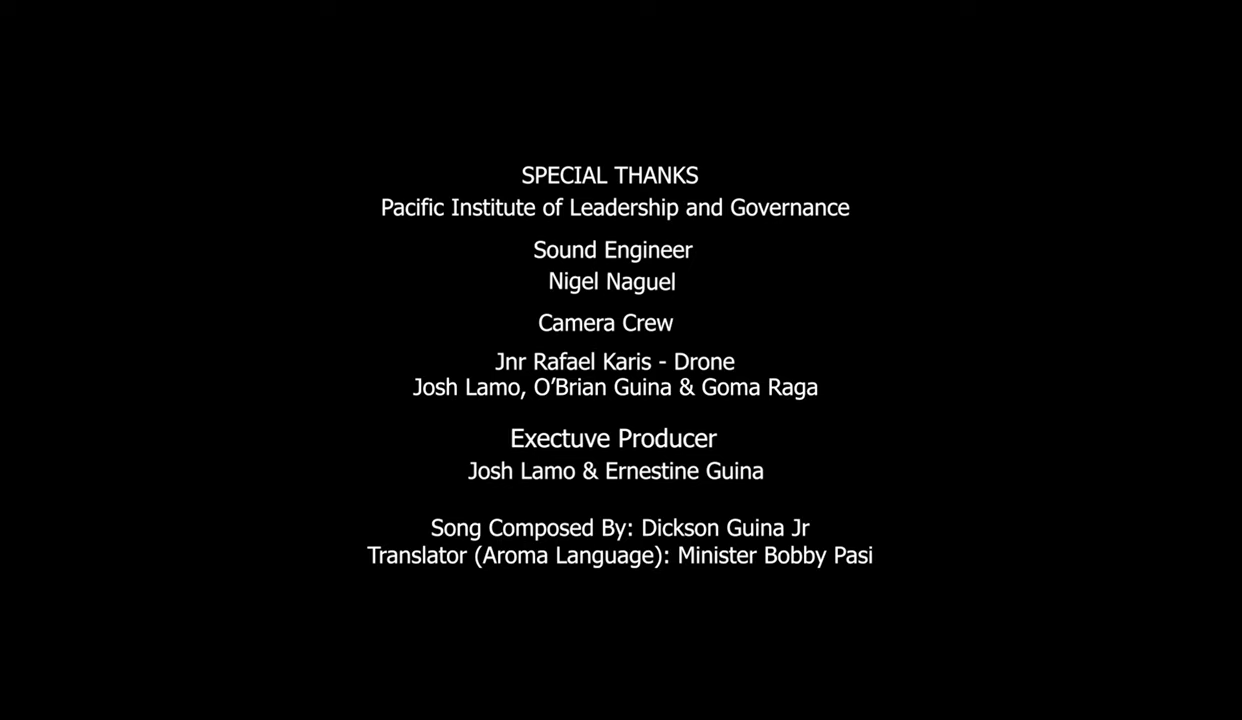 SPECIAL THANKS
Pacific Institute of Leadership and Governance
Sound Engineer
Nigel Naguel
Camera Crew
Jnr Rafael Karis - Drone
Josh Lamo, O’Brian Guina & Goma Raga
Exectuve Producer
Josh Lamo & Ernestine Guina
Song Composed By: Dickson Guina Jr
Translator (Aroma Language): Minister Bobby Pasi